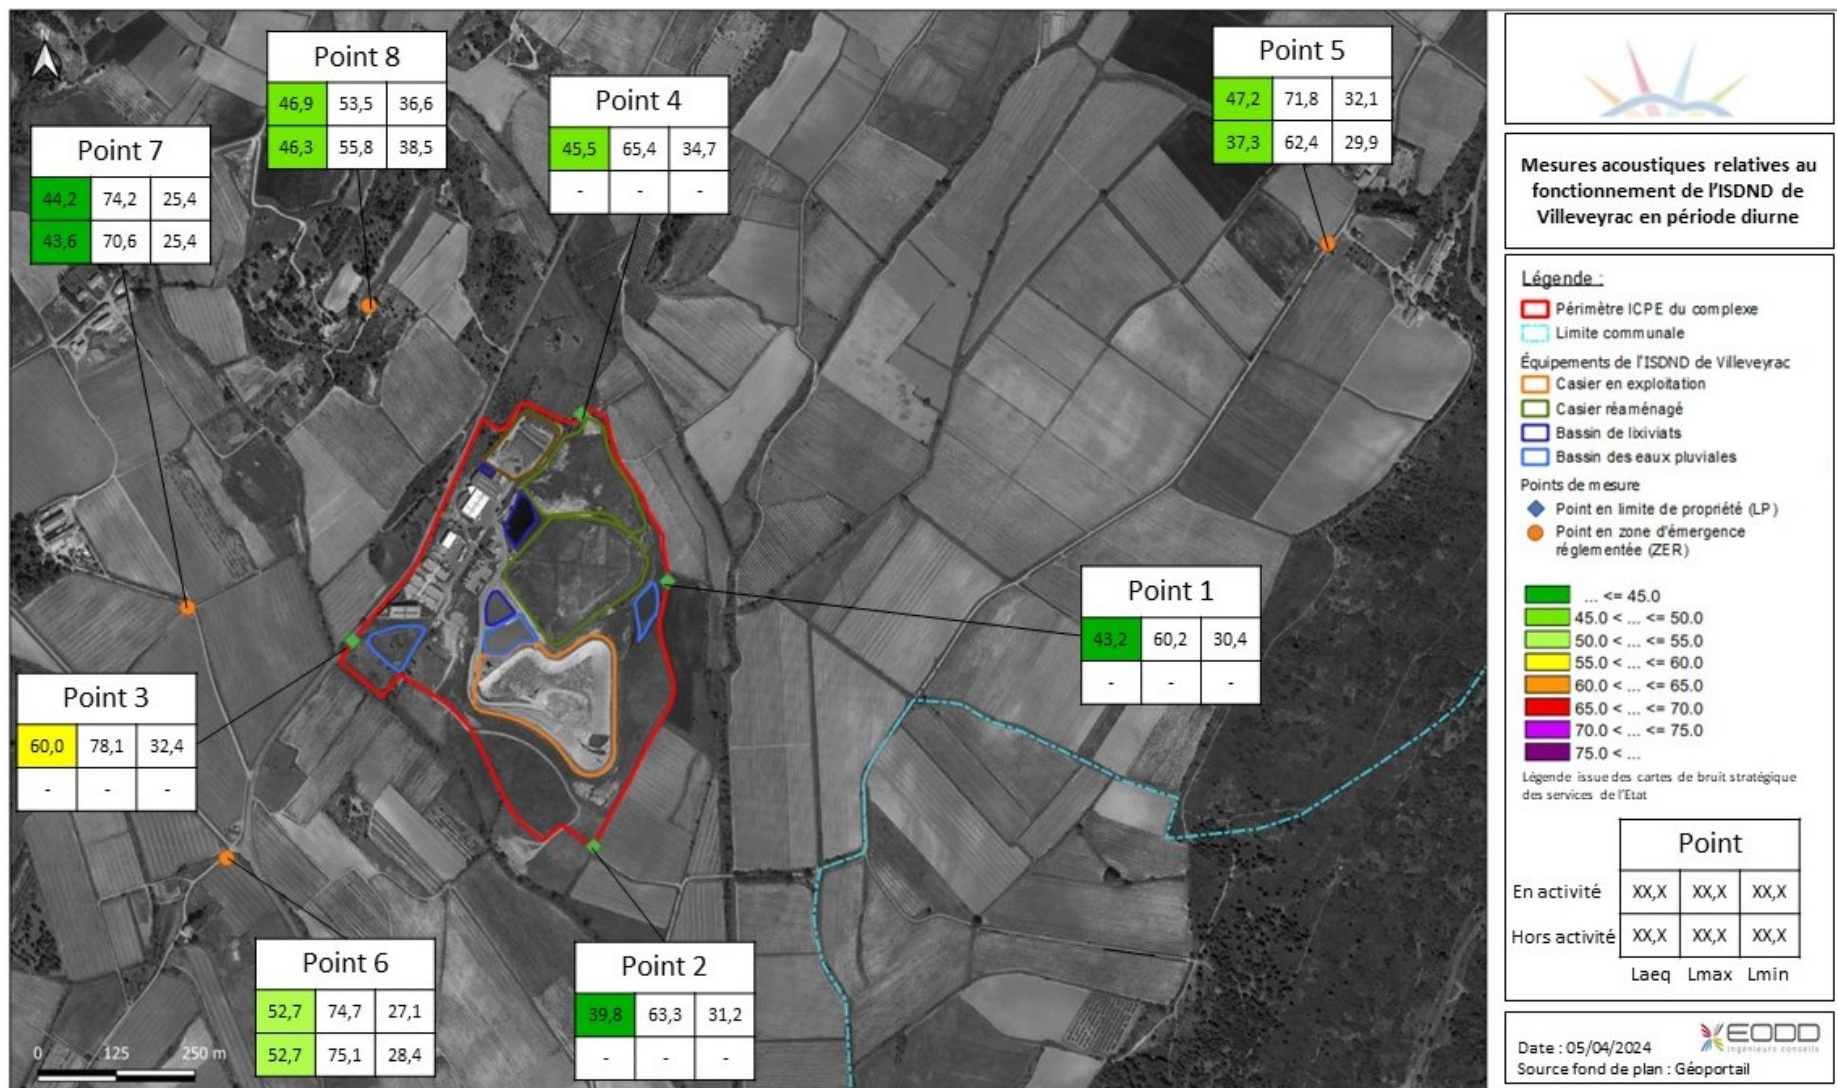 N
Point 8
46,9 53,5 36,6
46,3 55,8 38,5
Point 4
45,5 65,4 34,7
- - -
Point 5
47,2 71,8 32,1
37,3 62,4 29,9
Point 7
44,2 74,2 25,4
43,6 70,6 25,4
Point 1
43,2 60,2 30,4
- - -
Point 3
60,0 78,1 32,4
- - -
Point 6
52,7 74,7 27,1
52,7 75,1 28,4
Point 2
39,8 63,3 31,2
- - -
0 125 250 m
Mesures acoustiques relatives au
fonctionnement de l'ISDND de
Villeveyrac en période diurne
Légende :
Périmètre ICPE du complexe
Limite communale
Équipements de l'ISDND de Villeveyrac
Casier en exploitation
Casier réaménagé
Bassin de lixiviats
Bassin des eaux pluviales
Points de mesure
Point en limite de propriété (LP)
Point en zone d'émergence
réglementée (ZER)
... <= 45.0
45.0 < ... <= 50.0
50.0 < ... <= 55.0
55.0 < ... <= 60.0
60.0 < ... <= 65.0
65.0 < ... <= 70.0
70.0 < ... <= 75.0
75.0 < ...
Légende issue des cartes de bruit stratégique
des services de l'Etat
Point
En activité XX,X XX,X XX,X
Hors activité XX,X XX,X XX,X
Laeq Lmax Lmin
EODD
ingénieurs conseils
Date : 05/04/2024
Source fond de plan : Géoportail